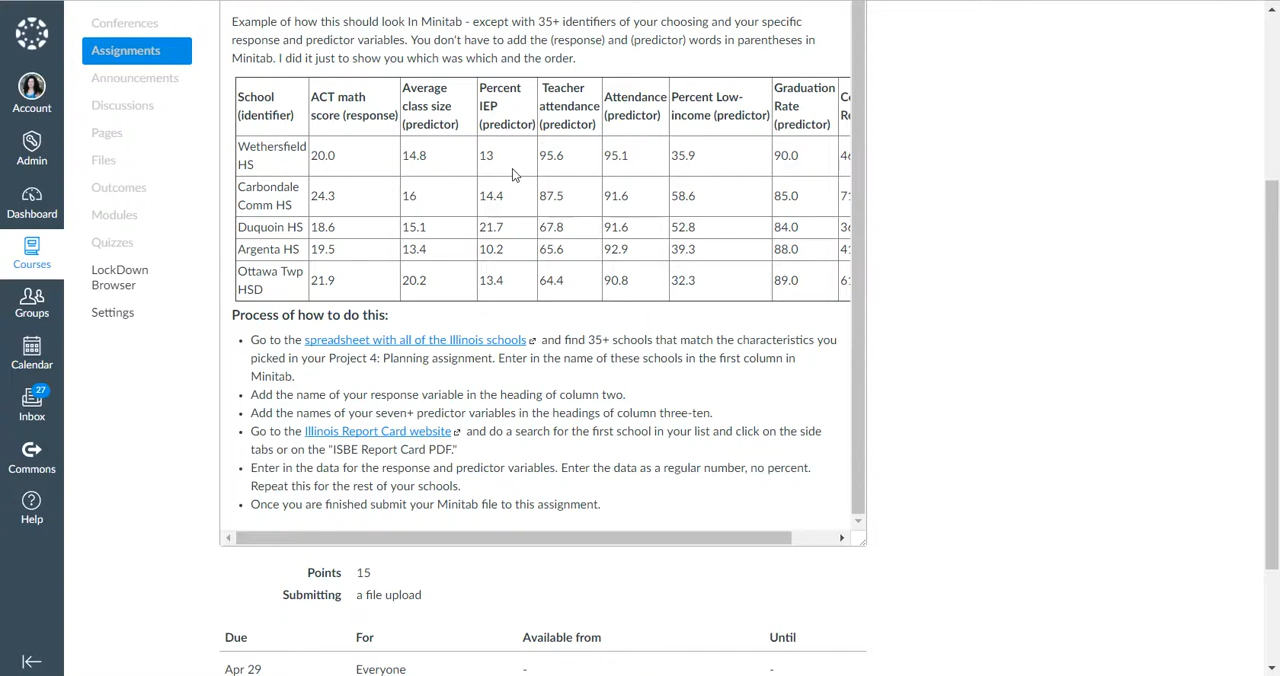 Account
Admin
Dashboard
Courses
Groups
Calendar
27
Inbox
Commons
Help
Conferences
Assignments
Announcements
Discussions
Pages
Files
Outcomes
Modules
Quizzes
LockDown
Browser
Settings
Example of how this should look In Minitab - except with 35+ identifiers of your choosing and your specific
response and predictor variables. You don't have to add the (response) and (predictor) words in parentheses in
Minitab. I did it just to show you which was which and the order.
School (identifier) ACT math score (response) Average class size (predictor) Percent IEP (predictor) Teacher attendance (predictor) Attendance (predictor) Percent Low-income (predictor) Graduation Rate (predictor)
Wethersfield HS 20.0 14.8 13 95.6 95.1 35.9 90.0
Carbondale Comm HS 24.3 16 14.4 87.5 91.6 58.6 85.0
Duquoin HS 18.6 15.1 21.7 67.8 91.6 52.8 84.0
Argenta HS 19.5 13.4 10.2 65.6 92.9 39.3 88.0
Ottawa Twp HSD 21.9 20.2 13.4 64.4 90.8 32.3 89.0
Process of how to do this:
• Go to the spreadsheet with all of the Illinois schools and find 35+ schools that match the characteristics you
picked in your Project 4: Planning assignment. Enter in the name of these schools in the first column in
Minitab.
• Add the name of your response variable in the heading of column two.
• Add the names of your seven+ predictor variables in the headings of column three-ten.
• Go to the Illinois Report Card website and do a search for the first school in your list and click on the side
tabs or on the "ISBE Report Card PDF."
• Enter in the data for the response and predictor variables. Enter the data as a regular number, no percent.
Repeat this for the rest of your schools.
• Once you are finished submit your Minitab file to this assignment.
Points 15
Submitting a file upload
Due For Available from Until
Apr 29 Everyone - -